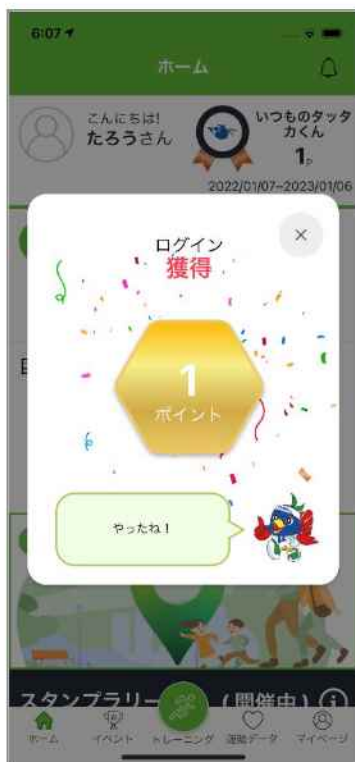 6:07
ホーム
こんにちは!
たろうさん
いつものタッタ
カくん
1P
2022/01/07~2023/01/06
ログイン
獲得
×
1
ポイント
やったね!
スタンプラリー
(開催中)
ホーム
イベント
トレーニング
運動データ
マイページ